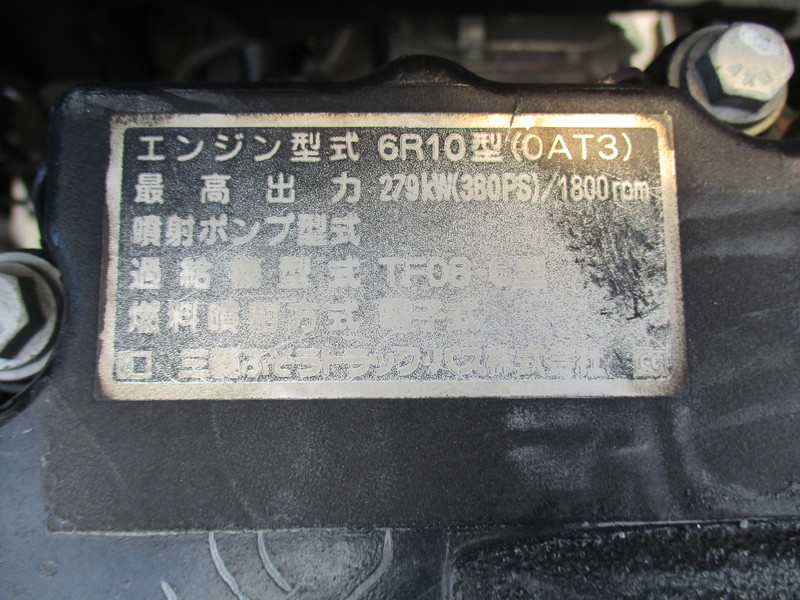 エンジン型式 6R10型(0AT3)
最高出力 279kW(380PS)/1800rpm
噴射ポンプ型式
過給機型式 TF08
燃料噴射方式 電子式
三菱ふそうトラック・バス株式会社